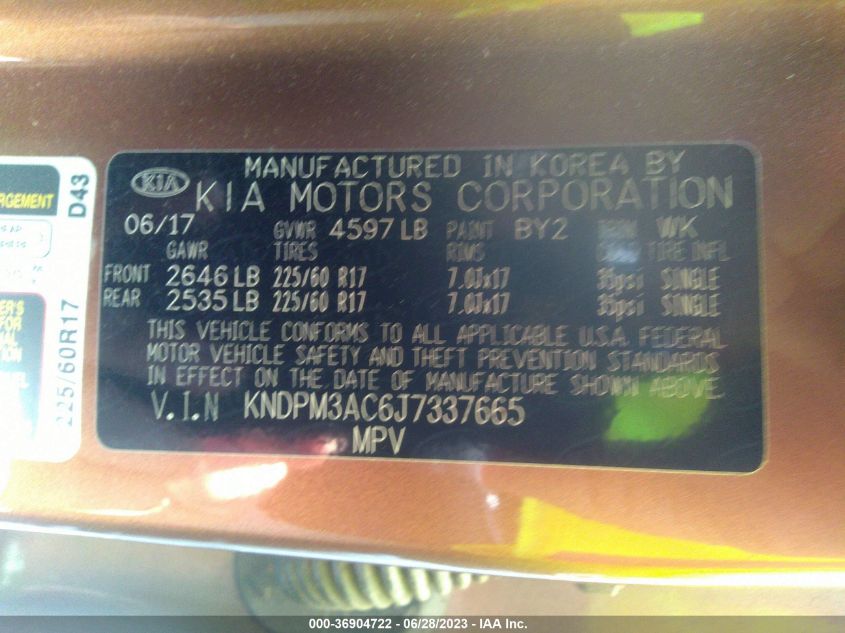 MANUFACTURED IN KOREA BY
KIA KIA MOTORS CORPORATION
06/17 GVWR 4597 LB PAINT BY2 TRIM WK
GAWR TIRES RIMS COLD TIRE INFL
FRONT 2646 LB 225/60 R17 7.0Jx17 35psi SINGLE
REAR 2535 LB 225/60 R17 7.0Jx17 35psi SINGLE
THIS VEHICLE CONFORMS TO ALL APPLICABLE U.S.A. FEDERAL
MOTOR VEHICLE SAFETY AND THEFT PREVENTION STANDARDS
IN EFFECT ON THE DATE OF MANUFACTURE SHOWN ABOVE.
V.I.N KNDPM3AC6J7337665
MPV
D43
225/60R17
000-36904722 - 06/28/2023 - IAA Inc.